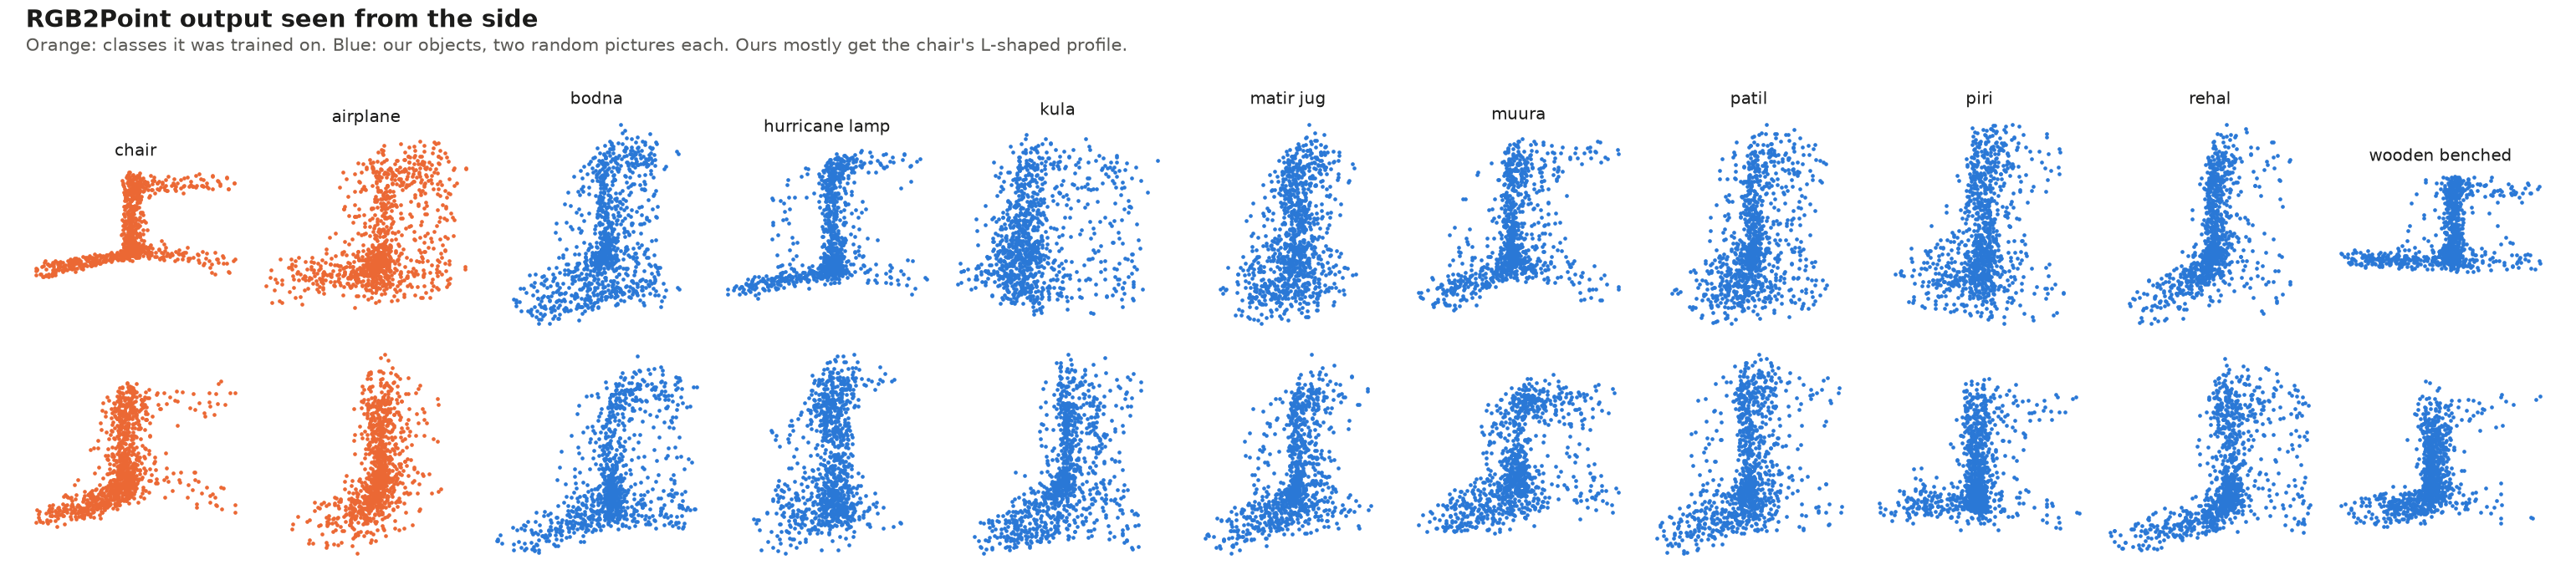 RGB2Point output seen from the side
Orange: classes it was trained on. Blue: our objects, two random pictures each. Ours mostly get the chair's L-shaped profile.
chair
airplane
bodna
hurricane lamp
kula
matir jug
muura
patil
piri
rehal
wooden benched